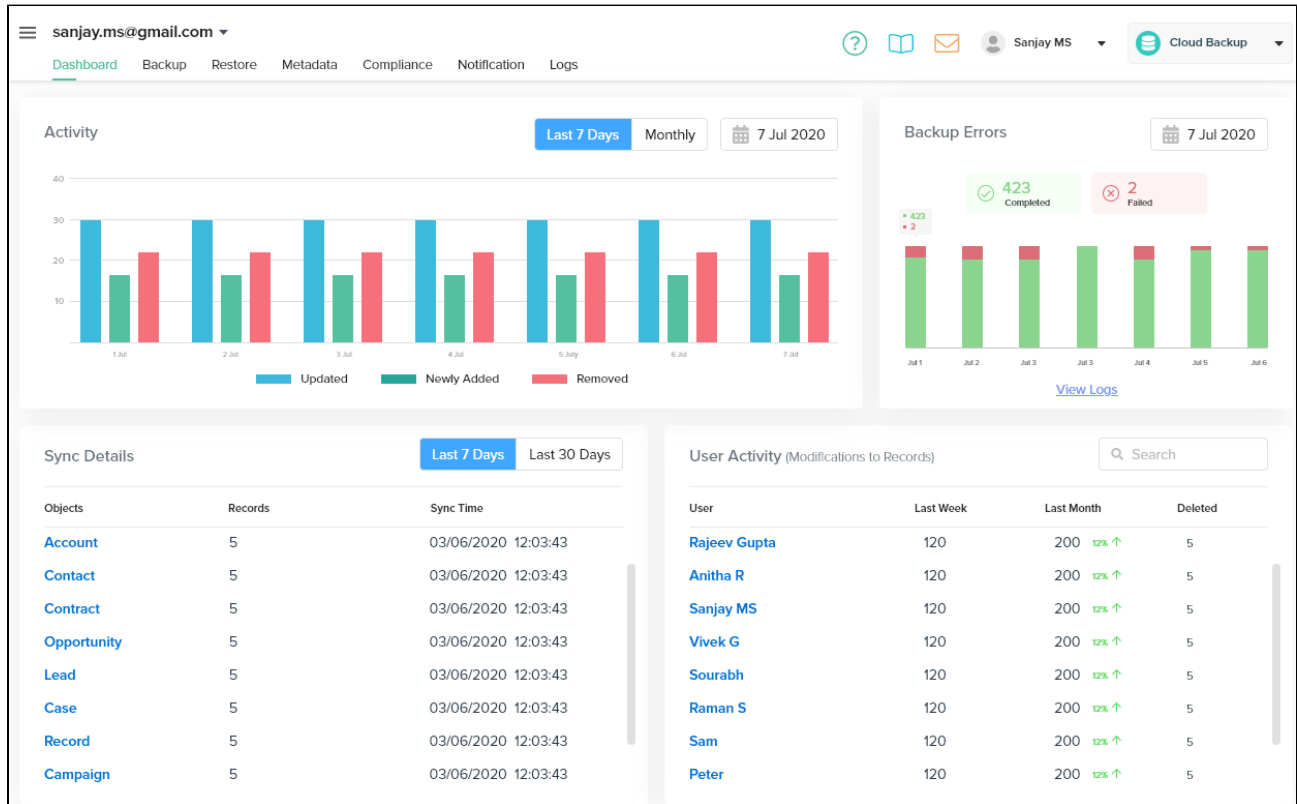 sanjay.ms@gmail.com
Sanjay MS
Cloud Backup
Dashboard Backup Restore Metadata Compliance Notification Logs
Activity
Last 7 Days Monthly 7 Jul 2020
40
30
20
10
1 Jul 2 Jul 3 Jul 4 Jul 5 July 6 Jul 7 Jul
Updated Newly Added Removed
Backup Errors
7 Jul 2020
423
Completed
2
Failed
423
2
Jul 1 Jul 2 Jul 3 Jul 3 Jul 4 Jul 5 Jul 6
View Logs
Sync Details
Last 7 Days Last 30 Days
Objects Records Sync Time
Account 5 03/06/2020 12:03:43
Contact 5 03/06/2020 12:03:43
Contract 5 03/06/2020 12:03:43
Opportunity 5 03/06/2020 12:03:43
Lead 5 03/06/2020 12:03:43
Case 5 03/06/2020 12:03:43
Record 5 03/06/2020 12:03:43
Campaign 5 03/06/2020 12:03:43
User Activity (Modifications to Records)
Search
User Last Week Last Month Deleted
Rajeev Gupta 120 200 12% ↑ 5
Anitha R 120 200 12% ↑ 5
Sanjay MS 120 200 12% ↑ 5
Vivek G 120 200 12% ↑ 5
Sourabh 120 200 12% ↑ 5
Raman S 120 200 12% ↑ 5
Sam 120 200 12% ↑ 5
Peter 120 200 12% ↑ 5